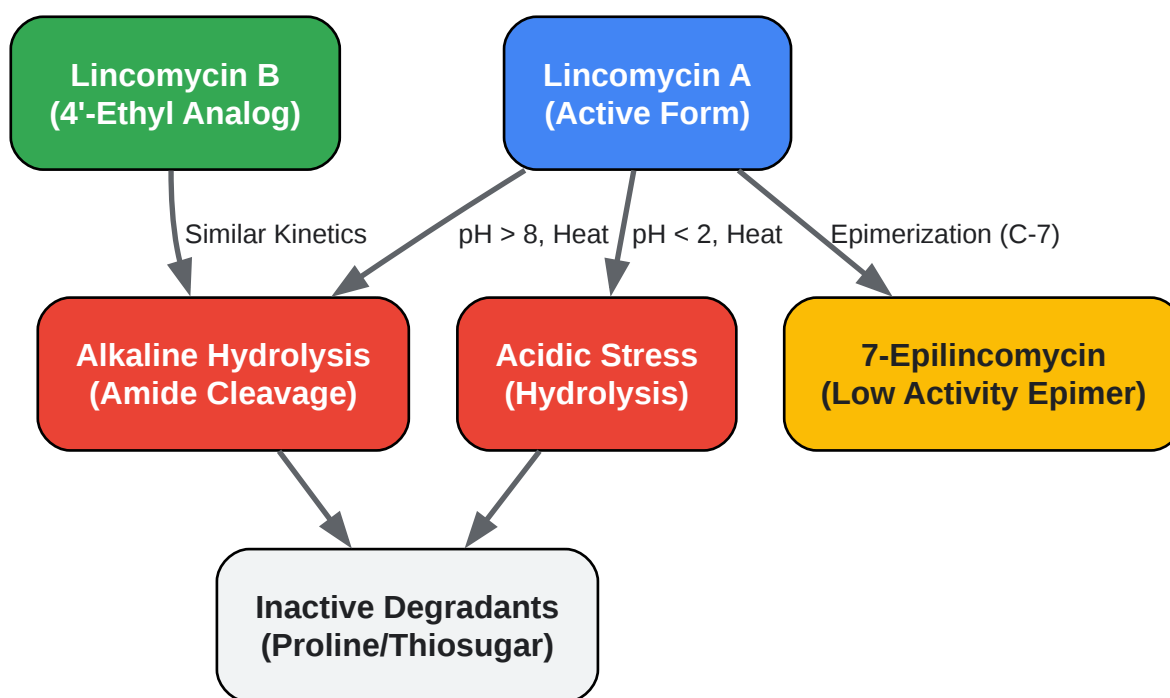 Lincomycin B
(4'-Ethyl Analog)
Lincomycin A
(Active Form)
Similar Kinetics
pH > 8, Heat
pH < 2, Heat
Epimerization (C-7)
Alkaline Hydrolysis
(Amide Cleavage)
Acidic Stress
(Hydrolysis)
7-Epilincomycin
(Low Activity Epimer)
Inactive Degradants
(Proline/Thiosugar)